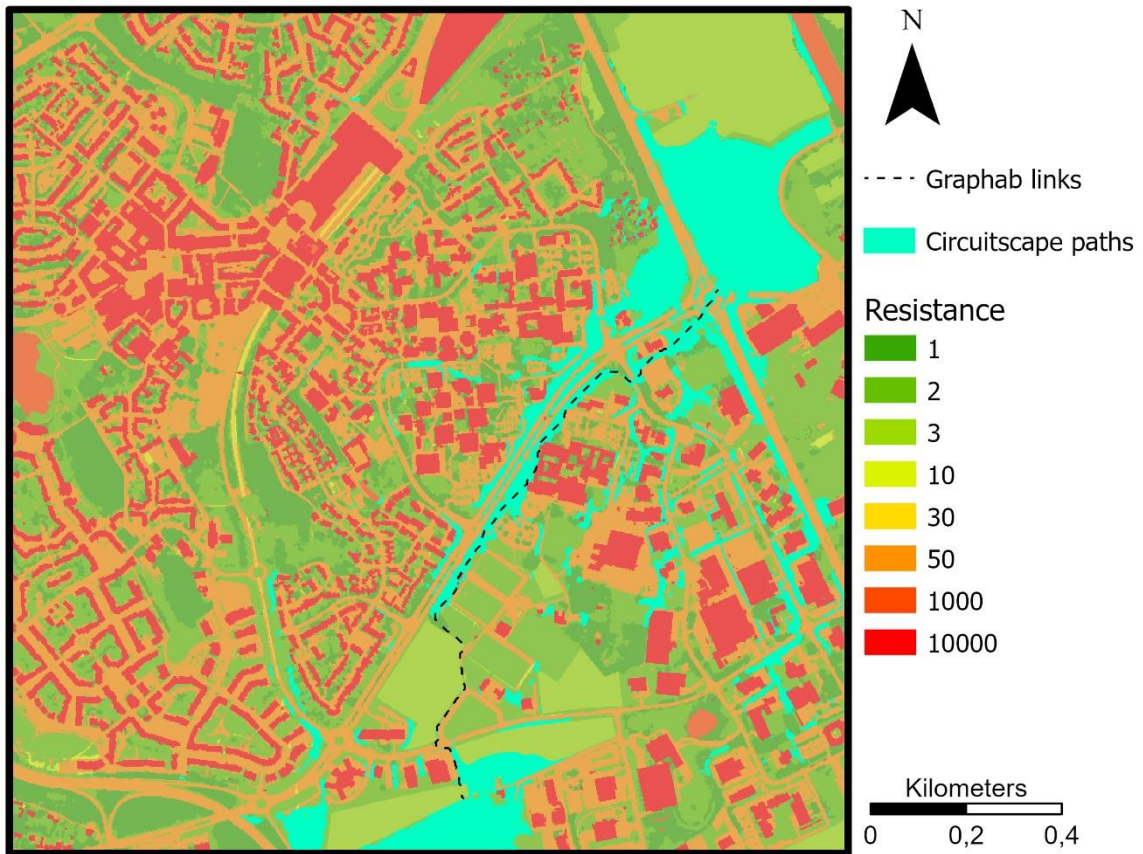 N
Graphab links
Circuitscape paths
Resistance
1
2
3
10
30
50
1000
10000
Kilometers
0 0,2 0,4